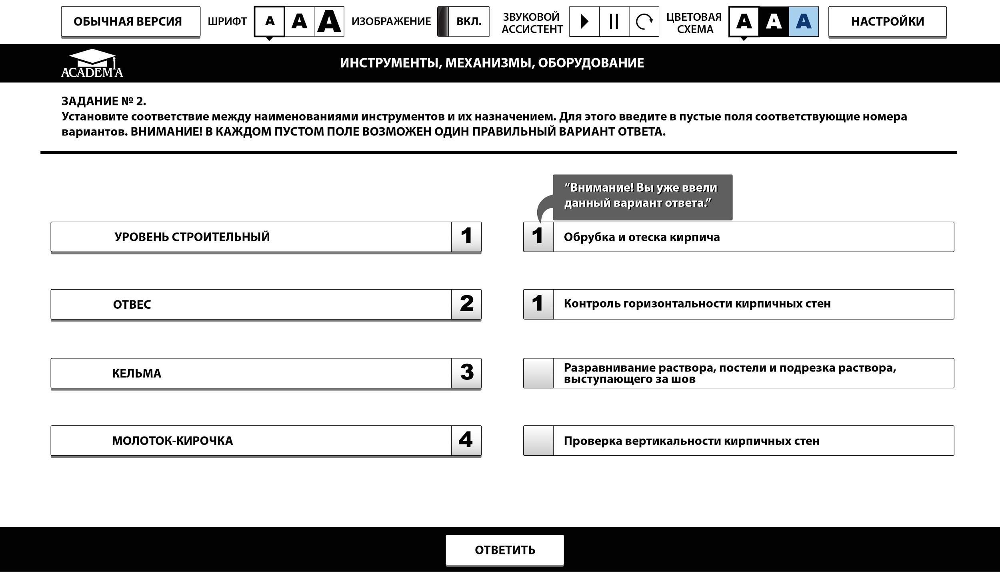 ОБЫЧНАЯ ВЕРСИЯ ШРИФТ A A A ИЗОБРАЖЕНИЕ ВКЛ. ЗВУКОВОЙ АССИСТЕНТ ЦВЕТОВАЯ СХЕМА A A A НАСТРОЙКИ
ACADEMiA
ИНСТРУМЕНТЫ, МЕХАНИЗМЫ, ОБОРУДОВАНИЕ
ЗАДАНИЕ № 2.
Установите соответствие между наименованиями инструментов и их назначением. Для этого введите в пустые поля соответствующие номера
вариантов. ВНИМАНИЕ! В КАЖДОМ ПУСТОМ ПОЛЕ ВОЗМОЖЕН ОДИН ПРАВИЛЬНЫЙ ВАРИАНТ ОТВЕТА.
“Внимание! Вы уже ввели
данный вариант ответа.”
УРОВЕНЬ СТРОИТЕЛЬНЫЙ 1
1 Обрубка и отеска кирпича
ОТВЕС 2
1 Контроль горизонтальности кирпичных стен
КЕЛЬМА 3
Разравнивание раствора, постели и подрезка раствора,
выступающего за шов
МОЛОТОК-КИРОЧКА 4
Проверка вертикальности кирпичных стен
ОТВЕТИТЬ